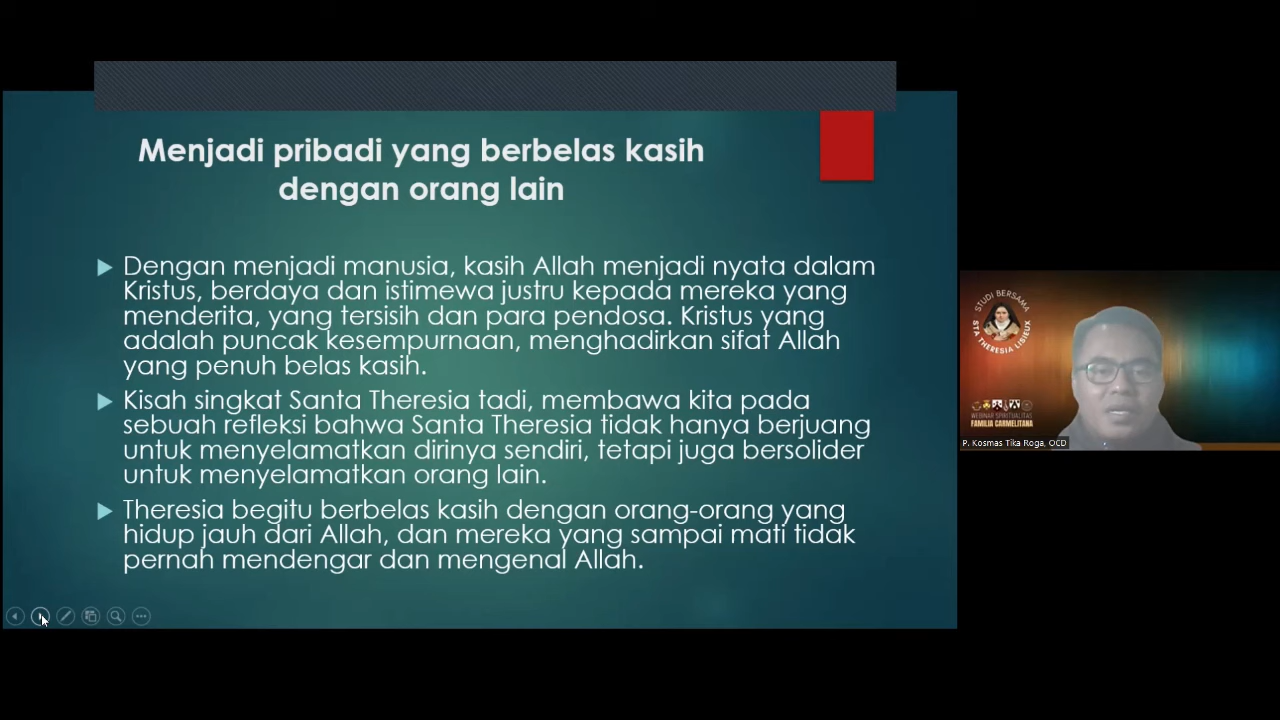 Menjadi pribadi yang berbelas kasih
dengan orang lain
Dengan menjadi manusia, kasih Allah menjadi nyata dalam
Kristus, berdaya dan istimewa justru kepada mereka yang
menderita, yang tersisih dan para pendosa. Kristus yang
adalah puncak kesempurnaan, menghadirkan sifat Allah
yang penuh belas kasih.
Kisah singkat Santa Theresia tadi, membawa kita pada
sebuah refleksi bahwa Santa Theresia tidak hanya berjuang
untuk menyelamatkan dirinya sendiri, tetapi juga bersolider
untuk menyelamatkan orang lain.
Theresia begitu berbelas kasih dengan orang-orang yang
hidup jauh dari Allah, dan mereka yang sampai mati tidak
pernah mendengar dan mengenal Allah.
STUDI BERSAMA
STA THERESIA LISIEUX
WEBINAR SPIRITUALITAS
FAMILIA CARMELITANA
P. Kosmas Tika Roga, OCD